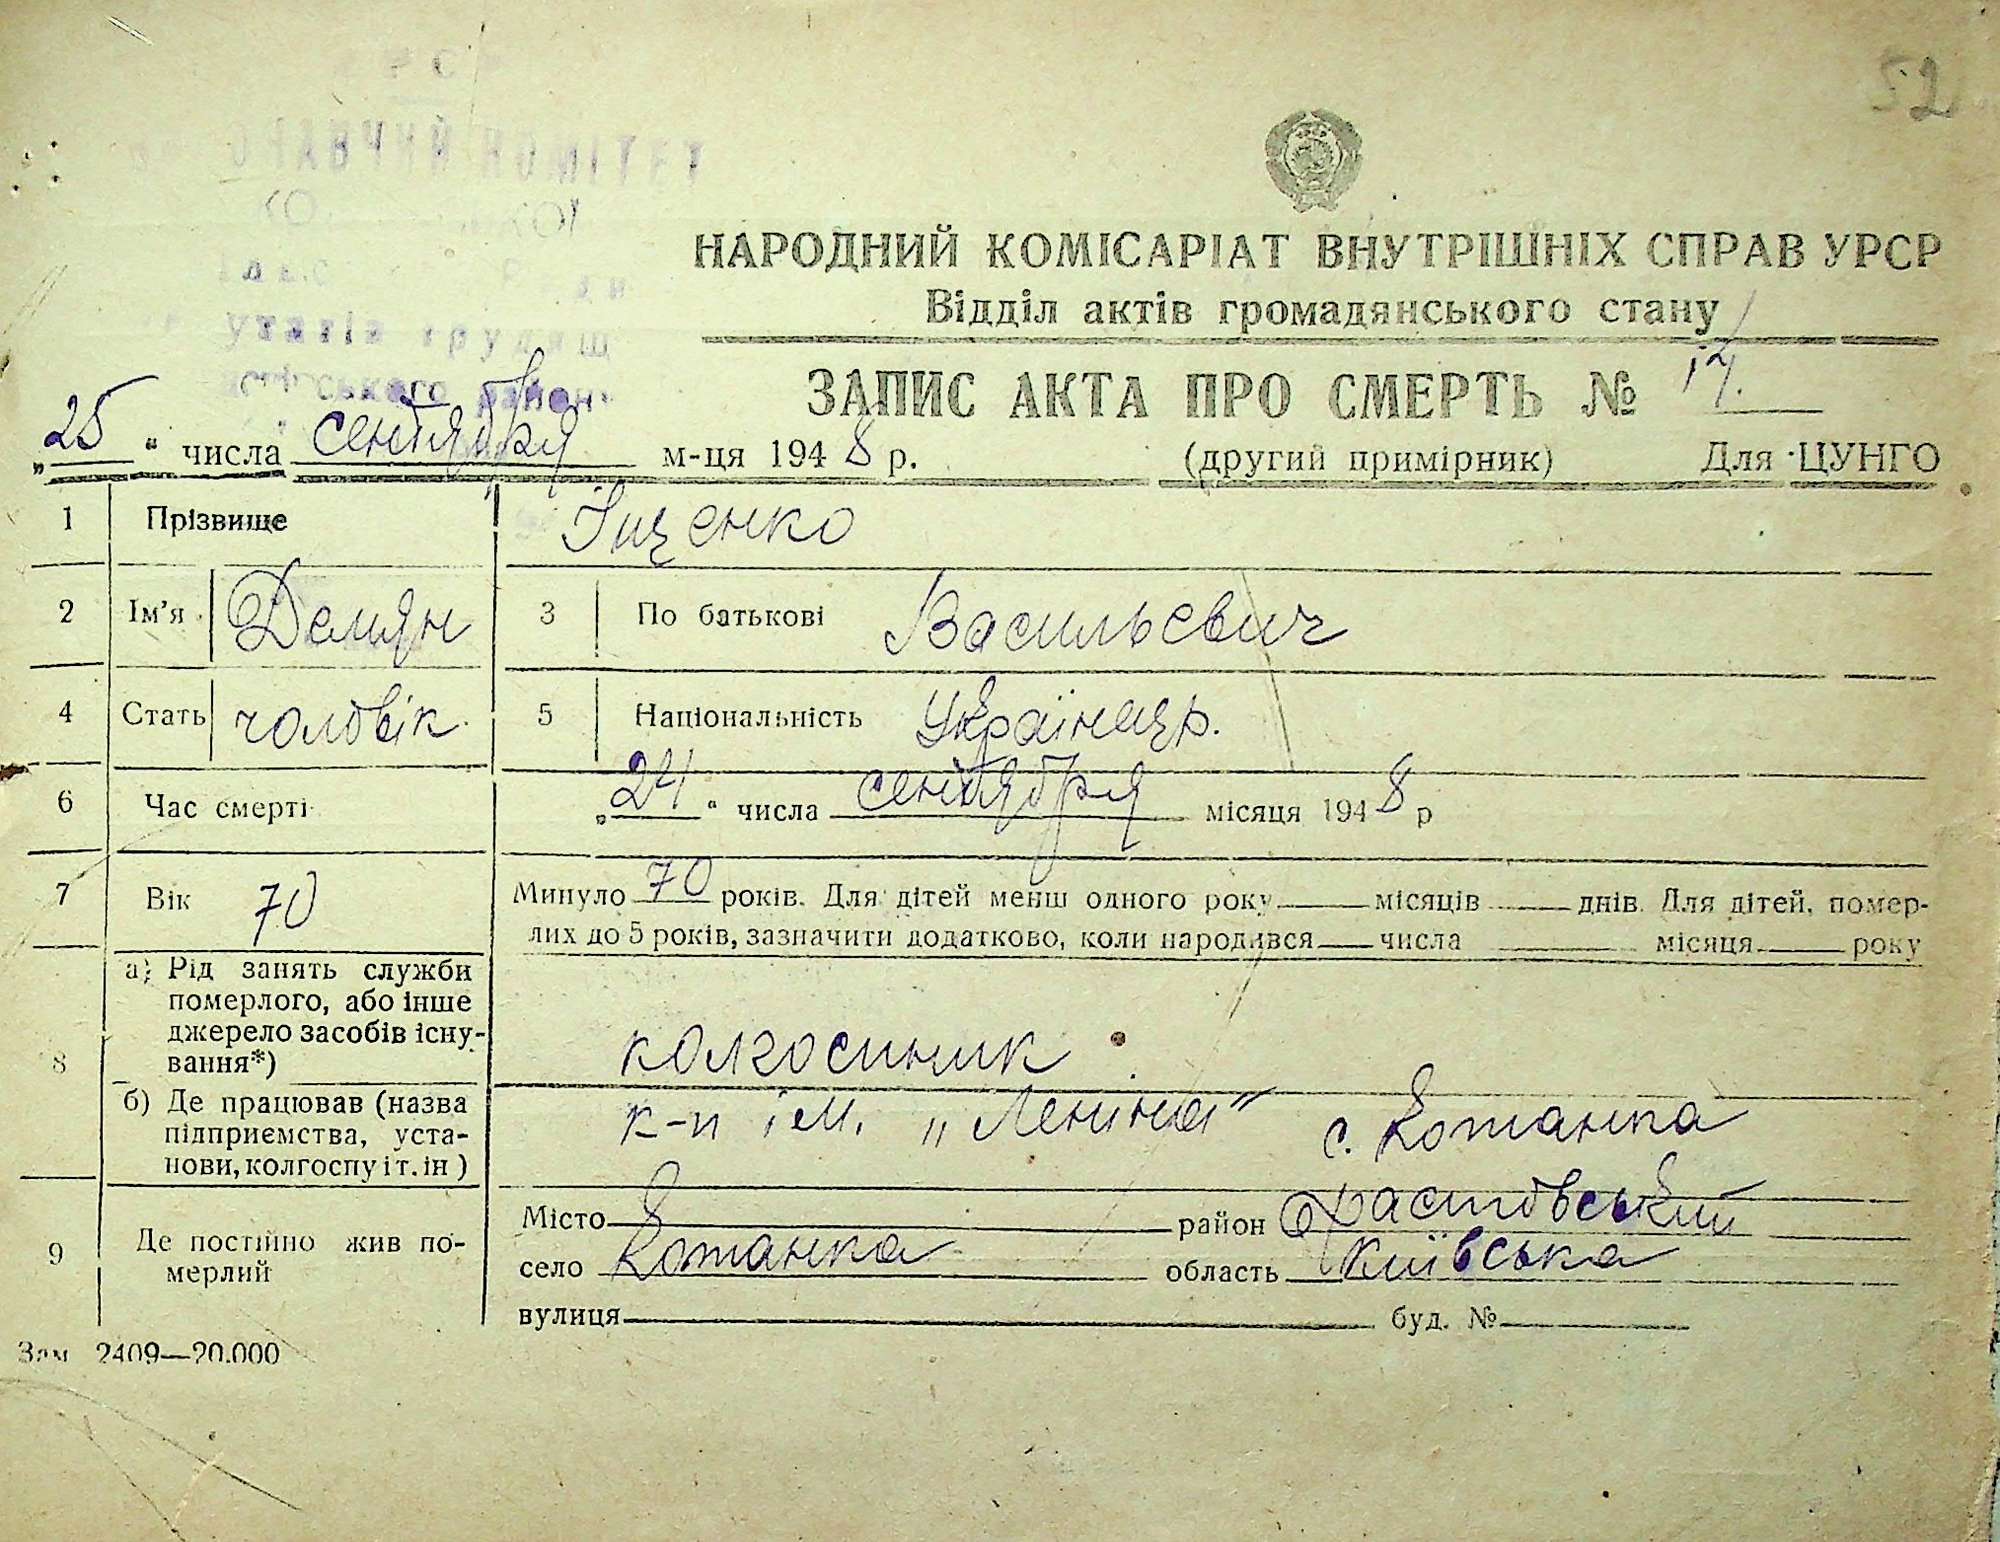 52
НАРОДНИЙ КОМІСАРІАТ ВНУТРІШНІХ СПРАВ УРСР
Відділ актів громадянського стану
ЗАПИС АКТА ПРО СМЕРТЬ № 17.
„25“ числа сентября м-ця 1948 р. (другий примірник) Для ЦУНГО
1 Прізвище Іщенко
2 Ім’я Демян 3 По батькові Васильевич
4 Стать чоловік. 5 Національність Українец.
6 Час смерті „24“ числа сентября місяця 1948 р
7 Вік 70 Минуло 70 років. Для дітей менш одного року місяців днів. Для дітей, помер-
лих до 5 років, зазначити додатково, коли народився числа місяця року
8 а) Рід занять служби
померлого, або інше
джерело засобів існу-
вання*) колгоспник
б) Де працював (назва
підприємства, уста-
нови, колгоспу і т. ін) к-п ім. „Леніна“ с. Кошанка
9 Де постійно жив по-
мерлий
Місто район Фастовський
село Кошанка область Київська
вулиця буд. №
Зам 2409—20.000